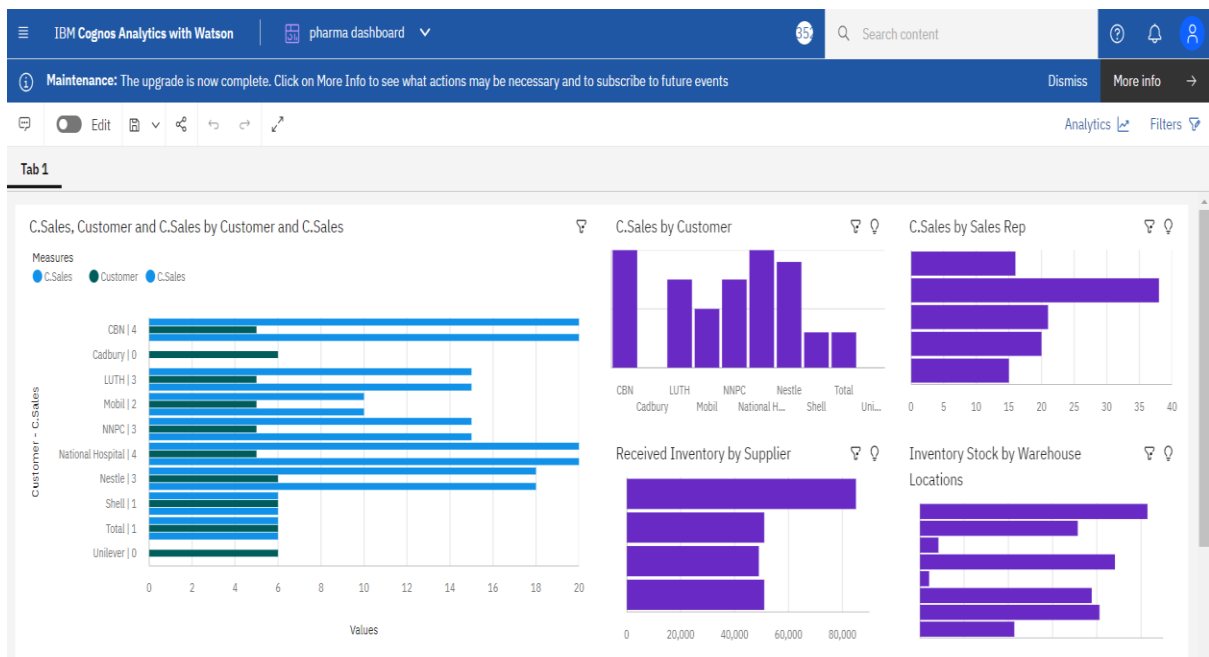 IBM Cognos Analytics with Watson
pharma dashboard
35
Search content
Maintenance: The upgrade is now complete. Click on More Info to see what actions may be necessary and to subscribe to future events
Dismiss
More info
Edit
Analytics
Filters
Tab 1
C.Sales, Customer and C.Sales by Customer and C.Sales
Measures
C.Sales Customer C.Sales
Customer - C.Sales
CBN | 4
Cadbury | 0
LUTH | 3
Mobil | 2
NNPC | 3
National Hospital | 4
Nestle | 3
Shell | 1
Total | 1
Unilever | 0
0 2 4 6 8 10 12 14 16 18 20
Values
C.Sales by Customer
CBN LUTH NNPC Nestle Total
Cadbury Mobil National H... Shell Uni...
C.Sales by Sales Rep
0 5 10 15 20 25 30 35 40
Received Inventory by Supplier
0 20,000 40,000 60,000 80,000
Inventory Stock by Warehouse
Locations